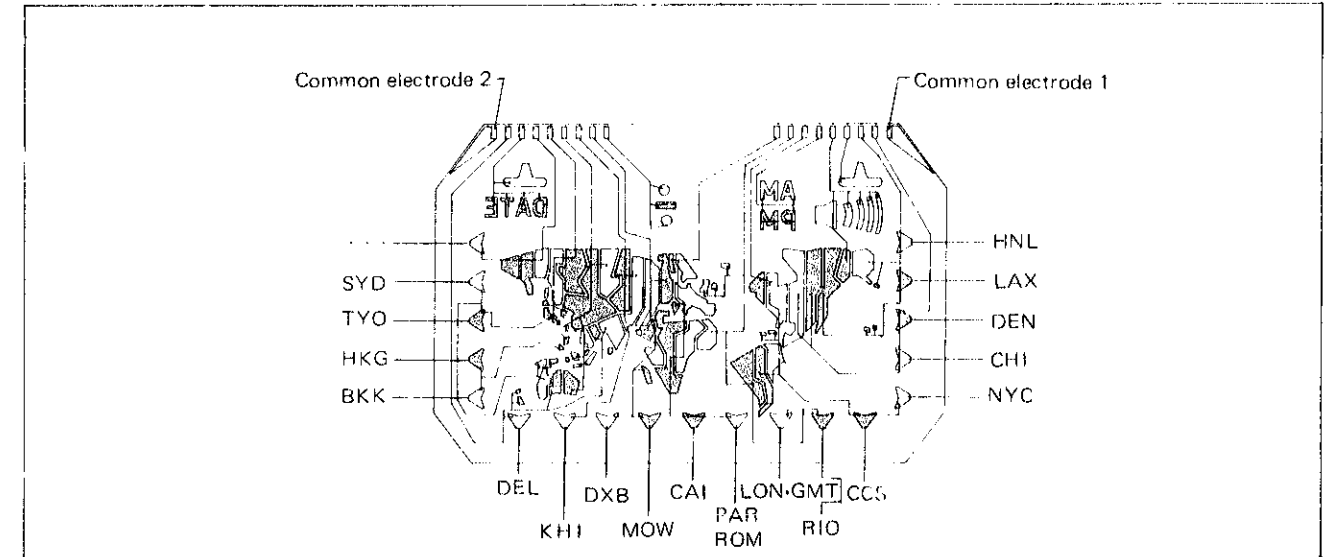 Common electrode 2
Common electrode 1
DATE
AM
PM
HNL
SYD
LAX
TYO
DEN
HKG
CHI
BKK
NYC
DEL
DXB
CAI
LON·GMT
CCS
KHI
MOW
PAR
ROM
RIO